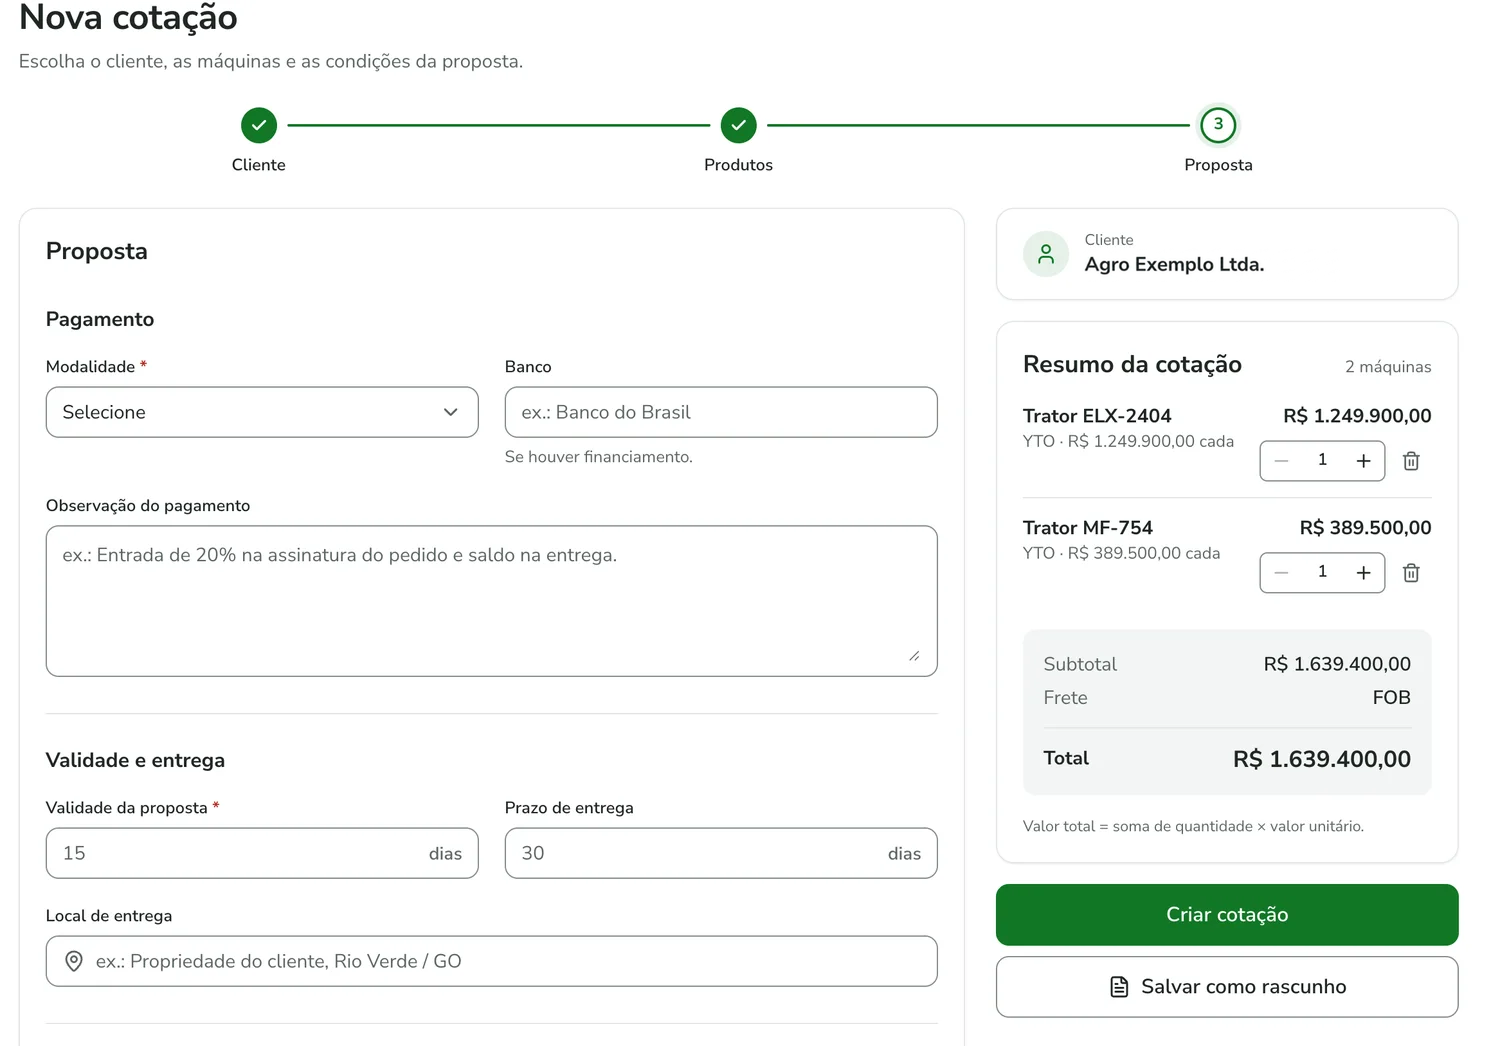 Nova cotação
Escolha o cliente, as máquinas e as condições da proposta.
3
Cliente
Produtos
Proposta
Proposta
Pagamento
Modalidade *
Selecione
Banco
ex.: Banco do Brasil
Se houver financiamento.
Observação do pagamento
ex.: Entrada de 20% na assinatura do pedido e saldo na entrega.
Validade e entrega
Validade da proposta *
15 dias
Prazo de entrega
30 dias
Local de entrega
ex.: Propriedade do cliente, Rio Verde / GO
Cliente
Agro Exemplo Ltda.
Resumo da cotação
2 máquinas
Trator ELX-2404
R$ 1.249.900,00
YTO · R$ 1.249.900,00 cada
1
Trator MF-754
R$ 389.500,00
YTO · R$ 389.500,00 cada
1
Subtotal R$ 1.639.400,00
Frete FOB
Total R$ 1.639.400,00
Valor total = soma de quantidade × valor unitário.
Criar cotação
Salvar como rascunho